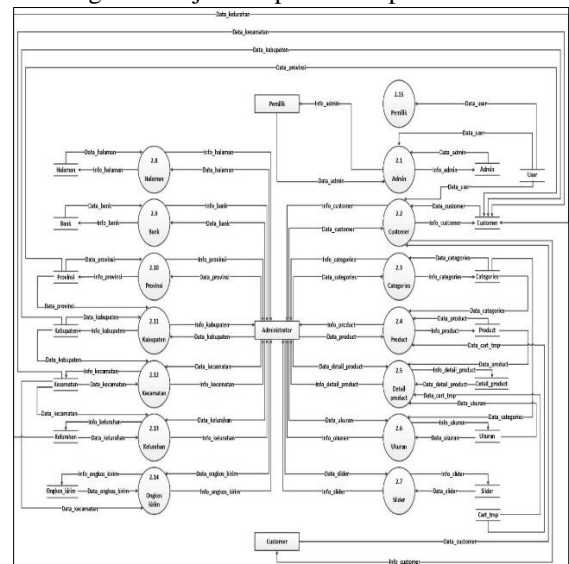 Data_kelurahan
Data_kecamatan
Data_kabupaten
Data_provinsi
Pemilik
Info_admin
2.15
Pemilik
Data_user
Data_user
Data_halaman
2.8
Halaman
Info_halaman
Halaman
Info_halaman
Data_halaman
2.1
Admin
Data_admin
Info_admin
Admin
User
Data_admin
Data_user
Data_bank
2.9
Bank
Info_bank
Bank
Info_bank
Data_bank
Info_customer
2.2
Customer
Data_customer
Data_customer
Info_customer
Customer
Data_provinsi
2.10
Provinsi
Info_provinsi
Provinsi
Info_provinsi
Data_provinsi
Info_categories
2.3
Categories
Data_categories
Data_categories
Info_categories
Categories
Data_provinsi
Data_categories
Data_kabupaten
2.11
Kabupaten
Info_kabupaten
Kabupaten
Info_kabupaten
Data_kabupaten
Administrator
Info_product
2.4
Product
Data_product
Data_product
Info_product
Product
Data_cart_tmp
Data_kabupaten
Data_product
Info_kecamatan
2.12
Kecamatan
Data_kecamatan
Kecamatan
Data_kecamatan
Info_kecamatan
Data_detail_product
2.5
Detail product
Info_detail_product
Info_detail_product
Data_detail_product
Detail_product
Data_cart_tmp
Data_ukuran
Data_kecamatan
Data_categories
Info_kelurahan
2.13
Kelurahan
Data_kelurahan
Kelurahan
Data_kelurahan
Info_kelurahan
Data_ukuran
2.6
Ukuran
Info_ukuran
Info_ukuran
Data_ukuran
Ukuran
Info_ongkos_kirim
2.14
Ongkos kirim
Data_ongkos_kirim
Ongkos_kirim
Data_ongkos_kirim
Info_ongkos_kirim
Data_kecamatan
Data_slider
2.7
Slider
Info_slider
Info_slider
Data_slider
Slider
Cart_tmp
Customer
Data_customer
Info_customer